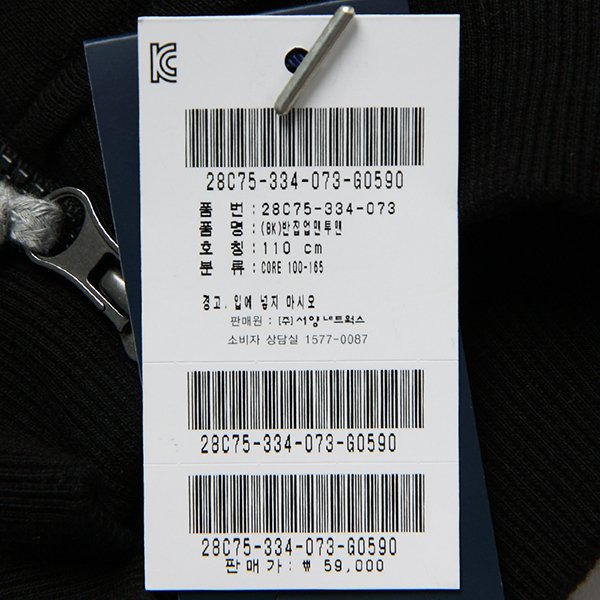 KC
28C75-334-073-G0590
품 번 : 28C75-334-073
품 명 : (BK)반집업맨투맨
호 칭 : 110 cm
분 류 : CORE 100-165
경고. 입에 넣지 마시오
판매원 : (주)서양네트웍스
소비자 상담실 1577-0087
28C75-334-073-G0590
28C75-334-073-G0590
판매가: ₩ 59,000